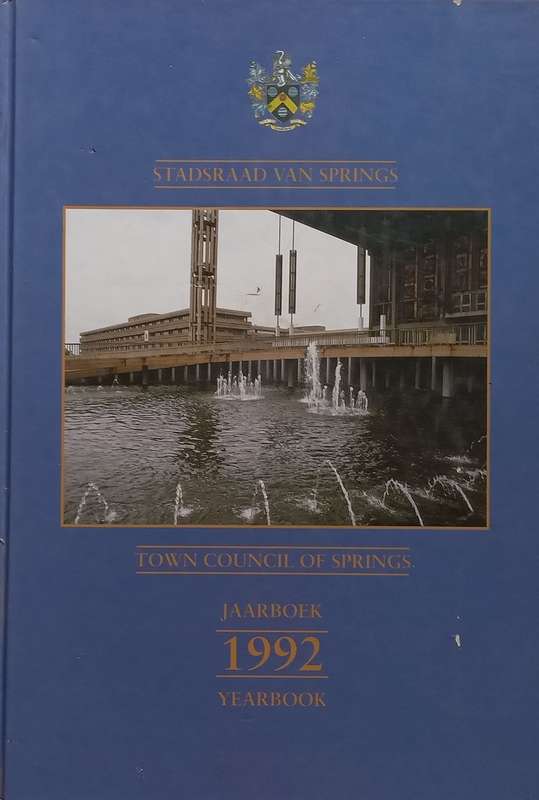 STADSRAAD VAN SPRINGS
TOWN COUNCIL OF SPRINGS
JAARBOEK
1992
YEARBOOK